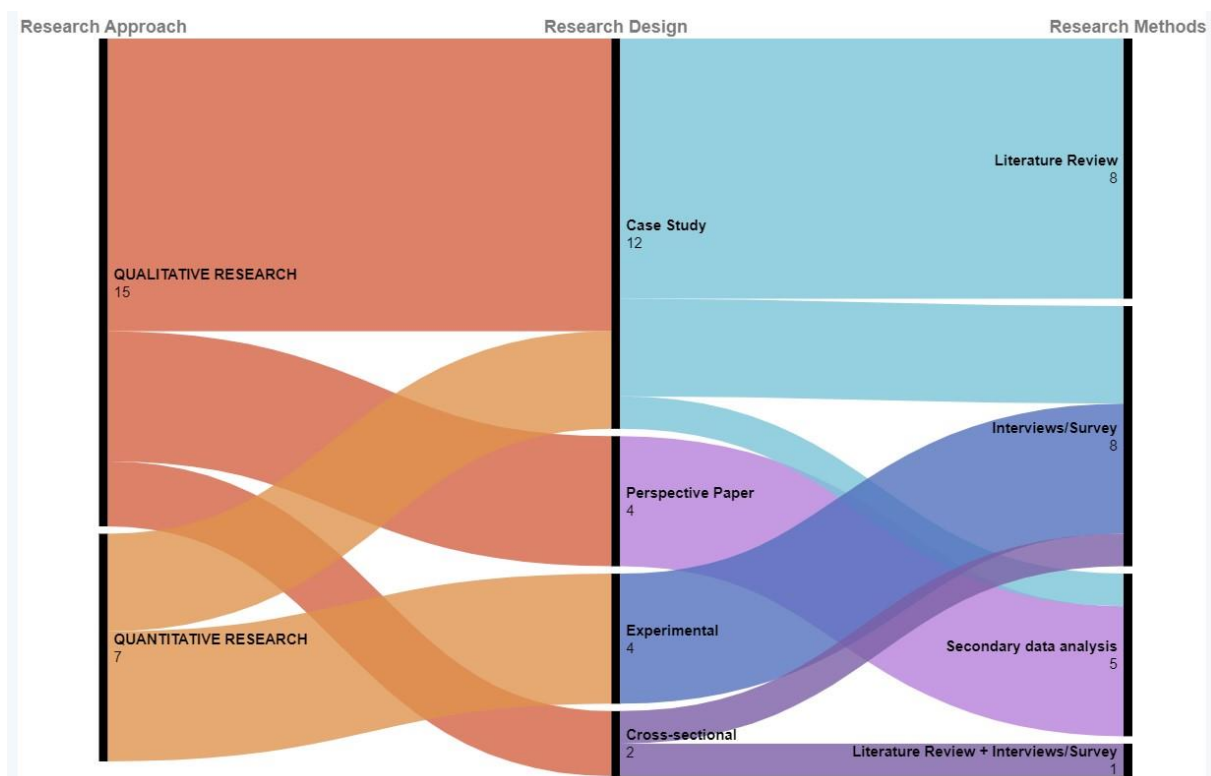 Research Approach
Research Design
Research Methods
QUALITATIVE RESEARCH
15
QUANTITATIVE RESEARCH
7
Case Study
12
Perspective Paper
4
Experimental
4
Cross-sectional
2
Literature Review
8
Interviews/Survey
8
Secondary data analysis
5
Literature Review + Interviews/Survey
1